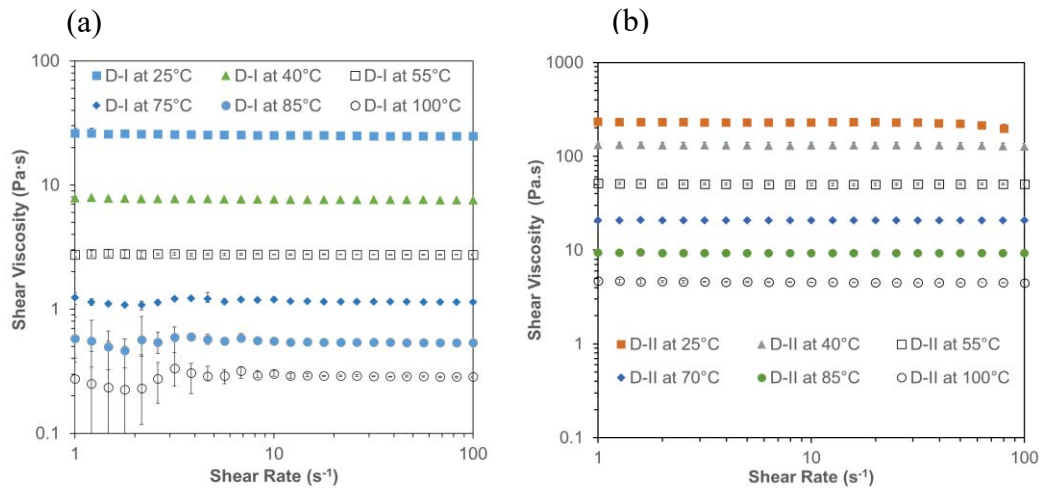 (a)
100
D-I at 25°C D-I at 40°C D-I at 55°C
D-I at 75°C D-I at 85°C D-I at 100°C
10
1
0.1
Shear Viscosity (Pa·s)
1 10 100
Shear Rate (s-1)
(b)
1000
100
10
1
0.1
Shear Viscosity (Pa.s)
D-II at 25°C D-II at 40°C D-II at 55°C
D-II at 70°C D-II at 85°C D-II at 100°C
1 10 100
Shear Rate (s-1)